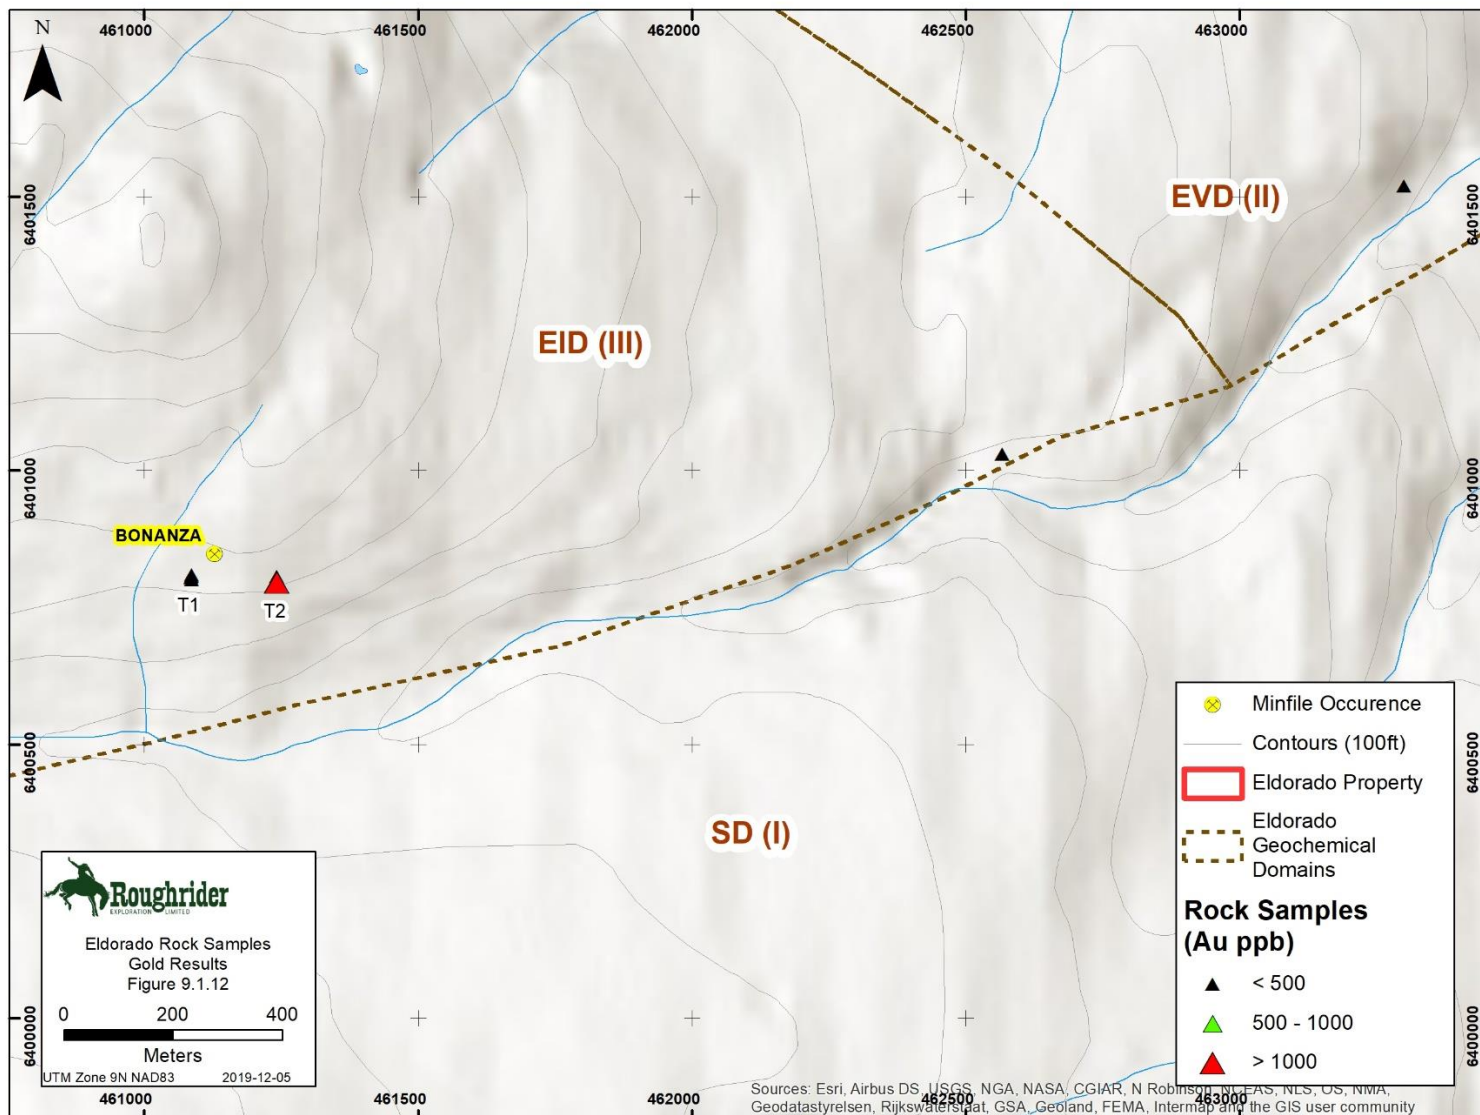 461000 461500 462000 462500 463000
N
6401500 6401500
EVD (II)
EID (III)
6401000 6401000
BONANZA
T1
T2
6400500 6400500
SD (I)
6400000 6400000
Roughrider
EXPLORATION LIMITED
Eldorado Rock Samples
Gold Results
Figure 9.1.12
0 200 400
Meters
UTM Zone 9N NAD83 2019-12-05
Minfile Occurence
Contours (100ft)
Eldorado Property
Eldorado
Geochemical
Domains
Rock Samples
(Au ppb)
< 500
500 - 1000
> 1000
Sources: Esri, Airbus DS, USGS, NGA, NASA, CGIAR, N Robinson, NCEAS, NLS, OS, NMA,
Geodatastyrelsen, Rijkswaterstaat, GSA, Geoland, FEMA, Intermap and the GIS user community
461000 461500 462000 462500 463000